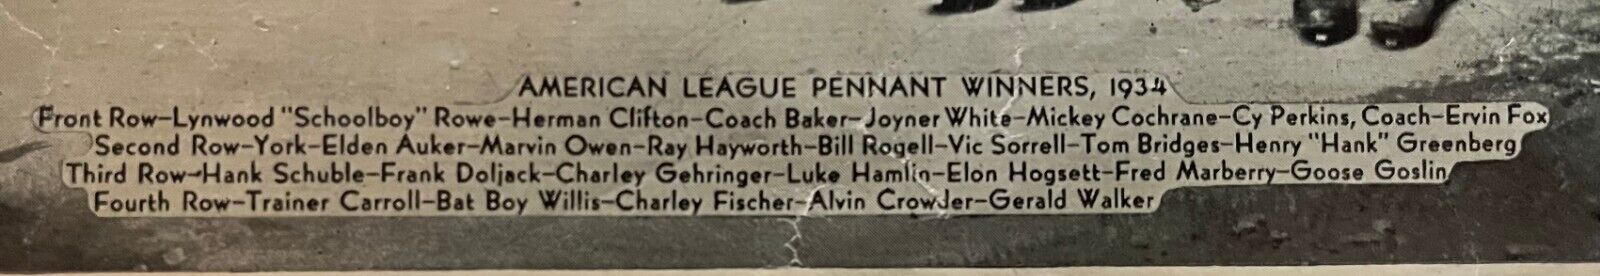 AMERICAN LEAGUE PENNANT WINNERS, 1934
Front Row-Lynwood "Schoolboy" Rowe-Herman Clifton-Coach Baker-Joyner White-Mickey Cochrane-Cy Perkins, Coach-Ervin Fox
Second Row-York-Elden Auker-Marvin Owen-Ray Hayworth-Bill Rogell-Vic Sorrell-Tom Bridges-Henry "Hank" Greenberg
Third Row-Hank Schuble-Frank Doljack-Charley Gehringer-Luke Hamlin-Elon Hogsett-Fred Marberry-Goose Goslin
Fourth Row-Trainer Carroll-Bat Boy Willis-Charley Fischer-Alvin Crowder-Gerald Walker